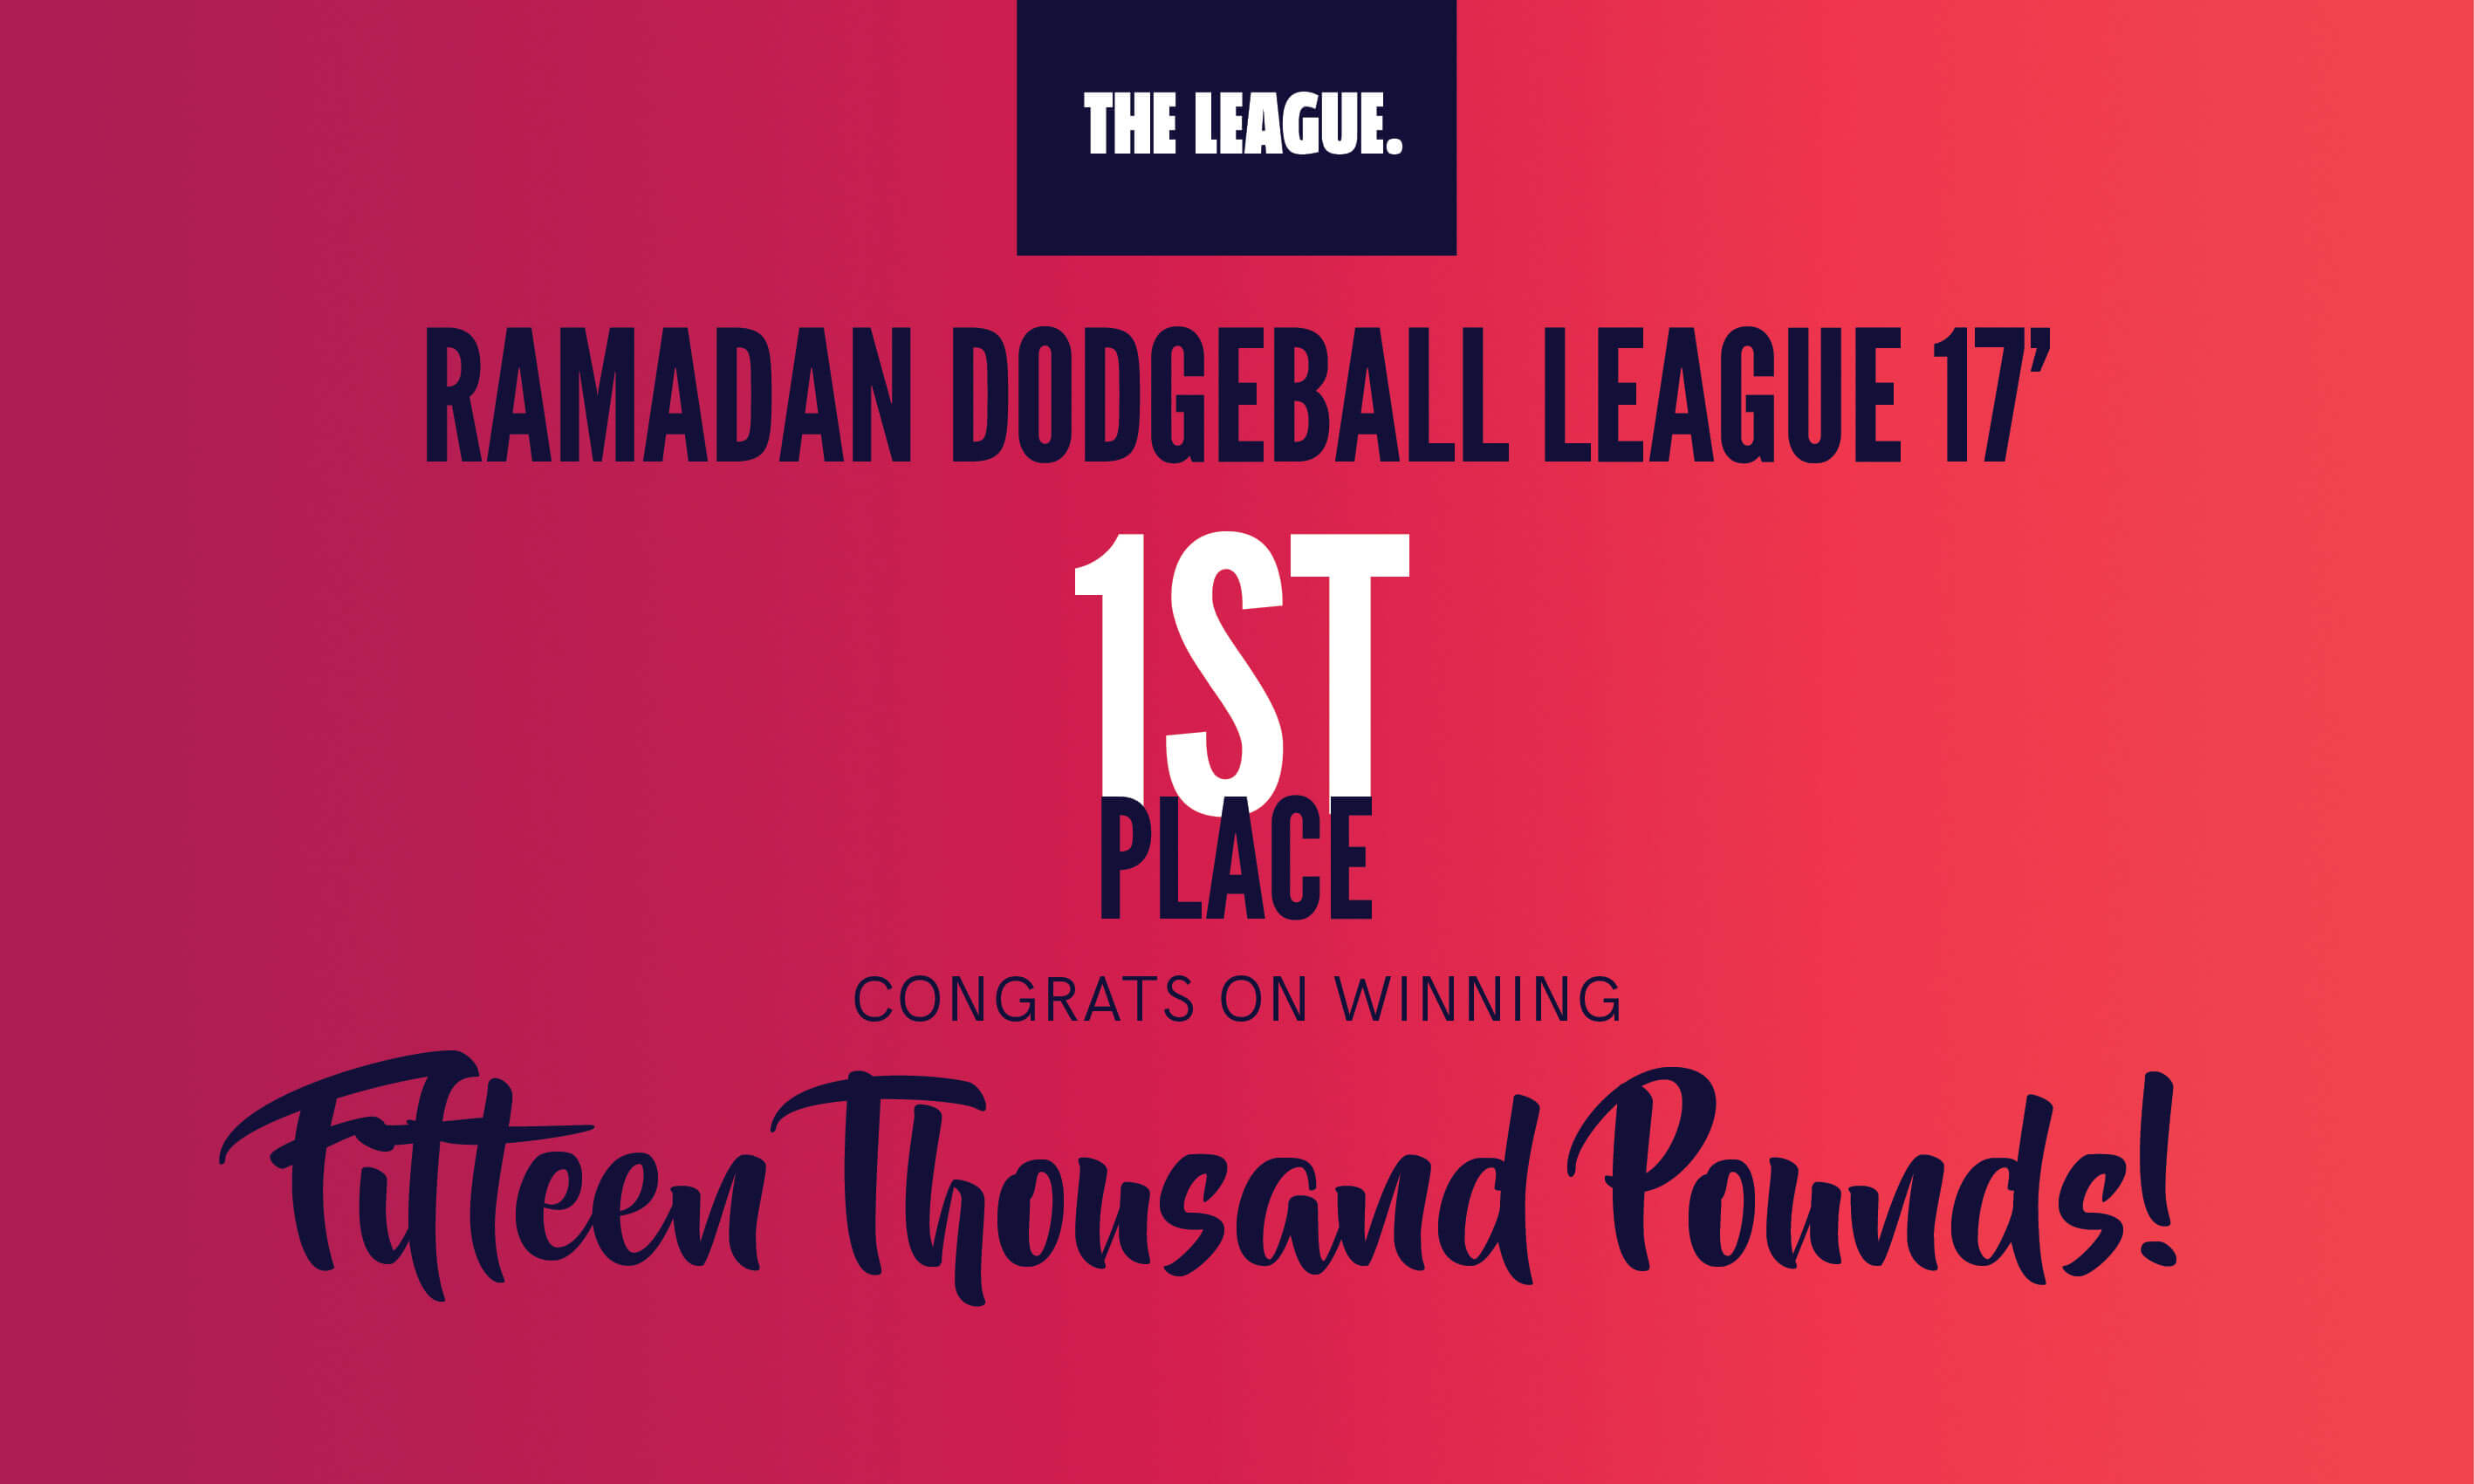 THE LEAGUE.
RAMADAN DODGEBALL LEAGUE 17’
1ST
PLACE
CONGRATS ON WINNING
Fifteen Thousand Pounds!